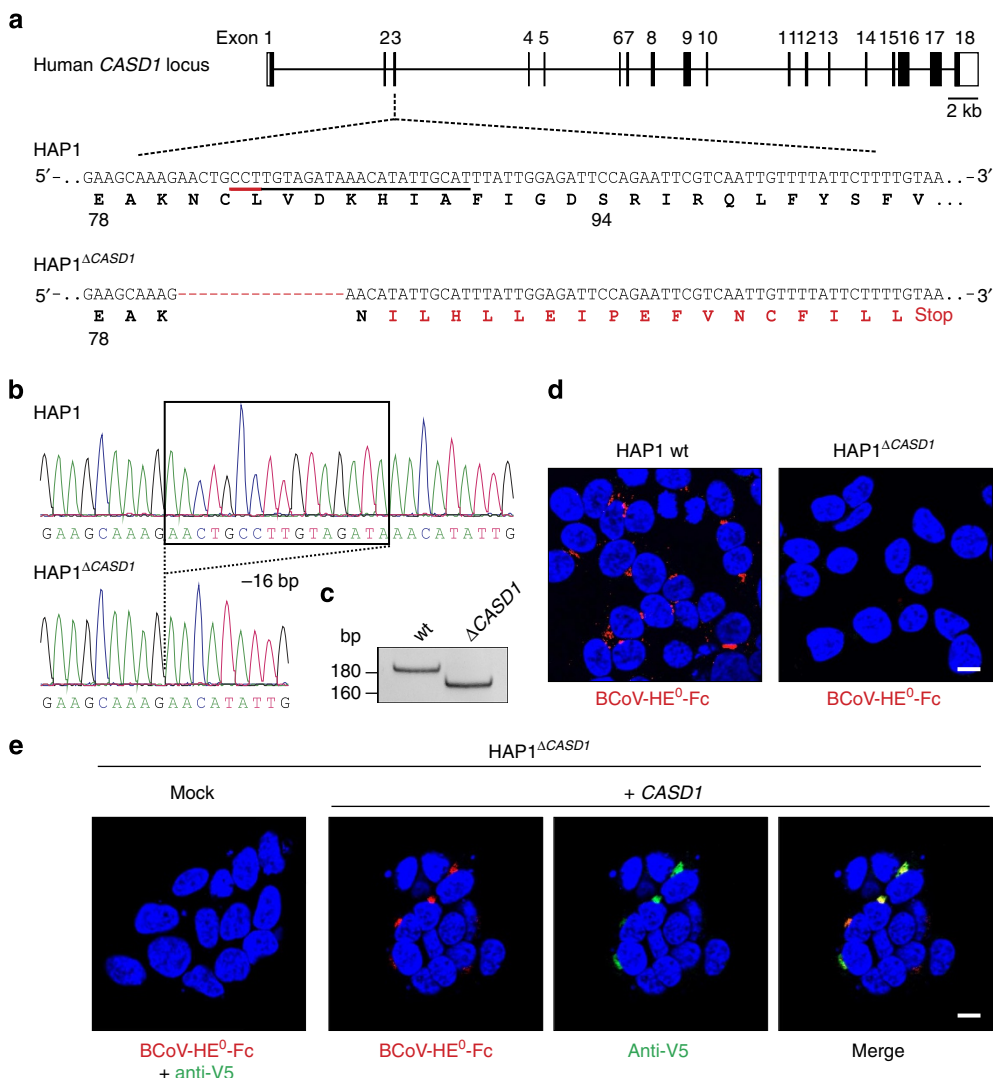 a
Exon 1 23 4 5 67 8 9 10 11 12 13 14 15 16 17 18
Human CASD1 locus
2 kb
HAP1
5′–..GAAGCAAAGAACTGCCTTGTAGATAAACATATTGCATTTATTGGAGATTCCAGAATTCGTCAATTGTTTTATTCTTTTGTAA..–3′
E A K N C L V D K H I A F I G D S R I R Q L F Y S F V ...
78 94
HAP1ΔCASD1
5′–..GAAGCAAAG----------------AACATATTGCATTTATTGGAGATTCCAGAATTCGTCAATTGTTTTATTCTTTTGTAA..–3′
E A K N I L H L L E I P E F V N C F I L L Stop
78
b
HAP1
GAAGCAAAGAACTGCCTTGTAGATAAACATATTG
HAP1ΔCASD1
–16 bp
GAAGCAAAGAACATATTG
c
bp wt ΔCASD1
180
160
d
HAP1 wt HAP1ΔCASD1
BCoV-HE0-Fc BCoV-HE0-Fc
e
HAP1ΔCASD1
Mock + CASD1
BCoV-HE0-Fc BCoV-HE0-Fc Anti-V5 Merge
+ anti-V5